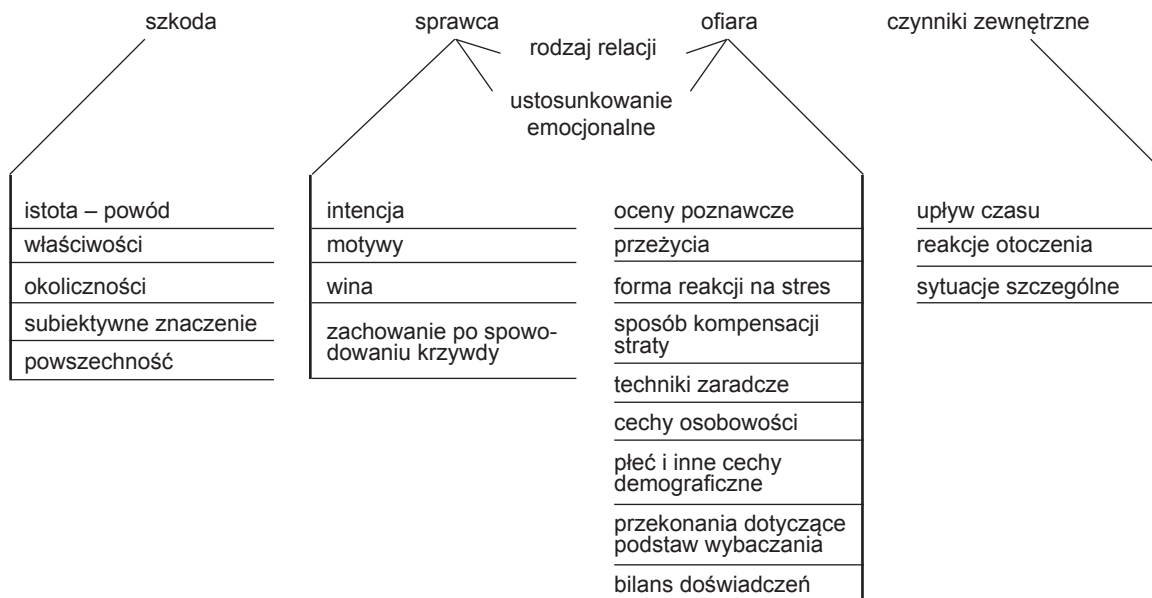 szkoda
sprawca
ofiara
czynniki zewnętrzne
rodzaj relacji
ustosunkowanie
emocjonalne
istota – powód
właściwości
okoliczności
subiektywne znaczenie
powszechność
intencja
motywy
wina
zachowanie po spowo-
dowaniu krzywdy
oceny poznawcze
przeżycia
forma reakcji na stres
sposób kompensacji
straty
techniki zaradcze
cechy osobowości
płeć i inne cechy
demograficzne
przekonania dotyczące
podstaw wybaczania
bilans doświadczeń
upływ czasu
reakcje otoczenia
sytuacje szczególne